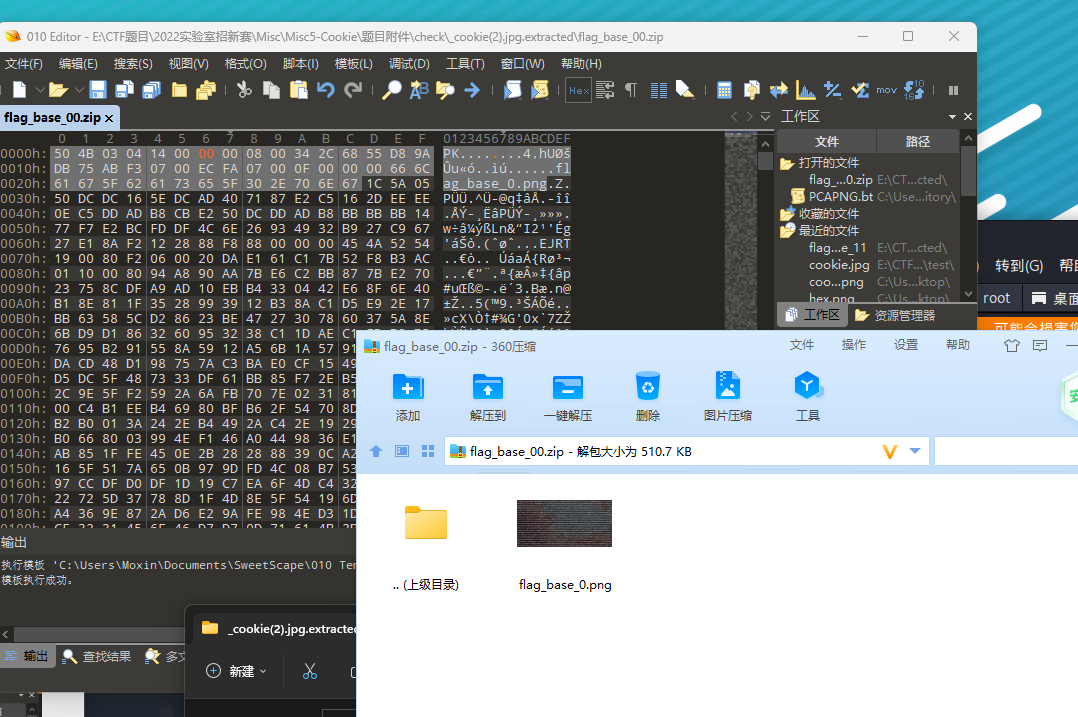 010 Editor - E:\CTF题目\2022实验室招新赛\Misc\Misc5-Cookie\题目附件\check\_cookie(2).jpg.extracted\flag_base_00.zip
文件(F) 编辑(E) 搜索(S) 视图(V) 格式(O) 脚本(I) 模板(L) 调试(D) 工具(T) 窗口(W) 帮助(H)
Hex
mov
flag_base_00.zip
工作区
0 1 2 3 4 5 6 7 8 9 A B C D E F 0123456789ABCDEF
文件 路径
0000h: 50 4B 03 04 14 00 00 00 08 00 34 2C 68 55 D8 9A PK........4,hUØš
0010h: DB 75 AB F3 07 00 EC FA 07 00 0F 00 00 00 66 6C Ûu«ó..ìú......fl
0020h: 61 67 5F 62 61 73 65 5F 30 2E 70 6E 67 1C 5A 05 ag_base_0.png.Z.
0030h: 50 DC DC 16 5E DC AD 40 71 87 E2 C5 16 2D EE EE
0040h: 0E C5 DD AD B8 CB E2 50 DC DD AD B8 BB BB BB 14
0050h: 77 F7 E2 BC FD DF 4C 6E 26 93 49 32 B9 27 C9 67
0060h: 27 E1 8A F2 12 28 88 F8 88 00 00 00 45 4A 52 54
0070h: 19 00 80 F2 06 00 20 DA E1 61 C1 7B 52 F8 B3 AC
0080h: 01 10 00 80 94 A8 90 AA 7B E6 C2 BB 87 7B E2 70
0090h: 23 75 8C DF A9 AD 10 EB B4 33 04 42 E6 8F 6E 40
00A0h: B1 8E 81 1F 35 28 99 39 12 B3 8A C1 D5 E9 2E 17
00B0h: BB 63 58 5C D2 86 23 BE 47 27 30 78 60 37 5A 8E
00C0h: 6B D9 D1 86 32 60 95 32 38 C1 1D AE
00D0h: 76 95 B2 91 55 8A 59 12 A5 6B 1A 57 91
00E0h: DA CD 48 D1 98 75 7A C3 BA E0 CF 15 49
00F0h: D5 DC 5F 48 73 33 DF 61 BB 85 F7 2E B5
0100h: 2C 9E 5F F2 59 2A 6A FB 70 7E 02 31 81
0110h: 00 C4 B1 EE B4 69 80 BF B6 2F 54 70 8D
0120h: B2 B0 01 3A 24 2E B4 49 2A C4 2E 19 29
0130h: B0 66 80 03 99 4E F1 46 A0 44 98 36 E1
0140h: AB 85 1F FE 45 0E 2B 28 28 88 39 0C A2
0150h: 16 5F 51 7A 65 0B 97 9D FD 4C 08 B7 53
0160h: 97 CC DF D0 DF 1D 19 C7 EA 6F 4D C4 32
0170h: 22 72 5D 37 78 8D 1F 4D 8E 5F 54 19 6D
0180h: A4 36 9E 87 2A D6 E2 9A FE 98 4E D3 1D
打开的文件
flag_...0.zip E:\CT...cted\
PCAPNG.bt C:\Use...itory\
收藏的文件
最近的文件
flag...e_11 E:\CT...cted\
cookie.jpg E:\CTF...\test\
coo...png C:\Us...ktop\
hex.png C:\Us...ktop\
工作区 资源管理器
转到(G) 帮
root 桌面
可能会损害您
flag_base_00.zip - 360压缩
文件 操作 设置 帮助
添加 解压到 一键解压 删除 图片压缩 工具
flag_base_00.zip - 解包大小为 510.7 KB
.. (上级目录) flag_base_0.png
输出
执行模板 'C:\Users\Moxin\Documents\SweetScape\010 Tem
模板执行成功。
输出 查找结果 多文
_cookie(2).jpg.extracted
新建